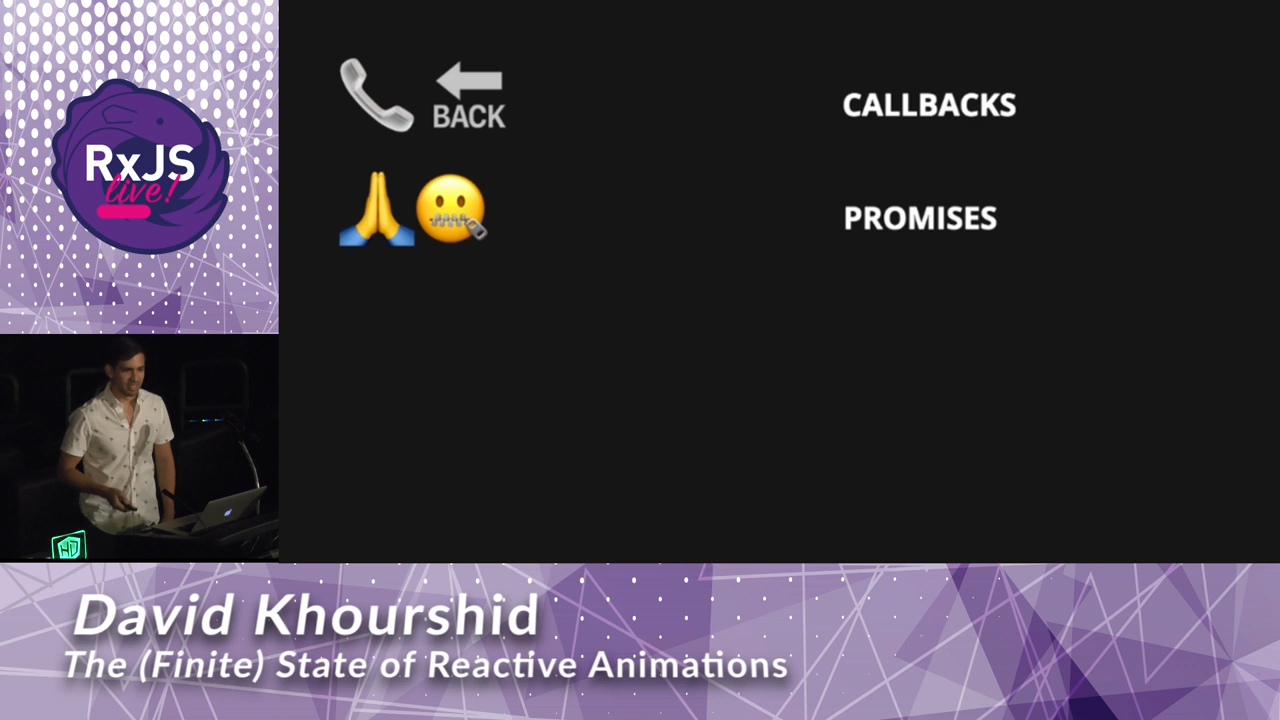 RxJS
live!
BACK
CALLBACKS
PROMISES
David Khourshid
The (Finite) State of Reactive Animations